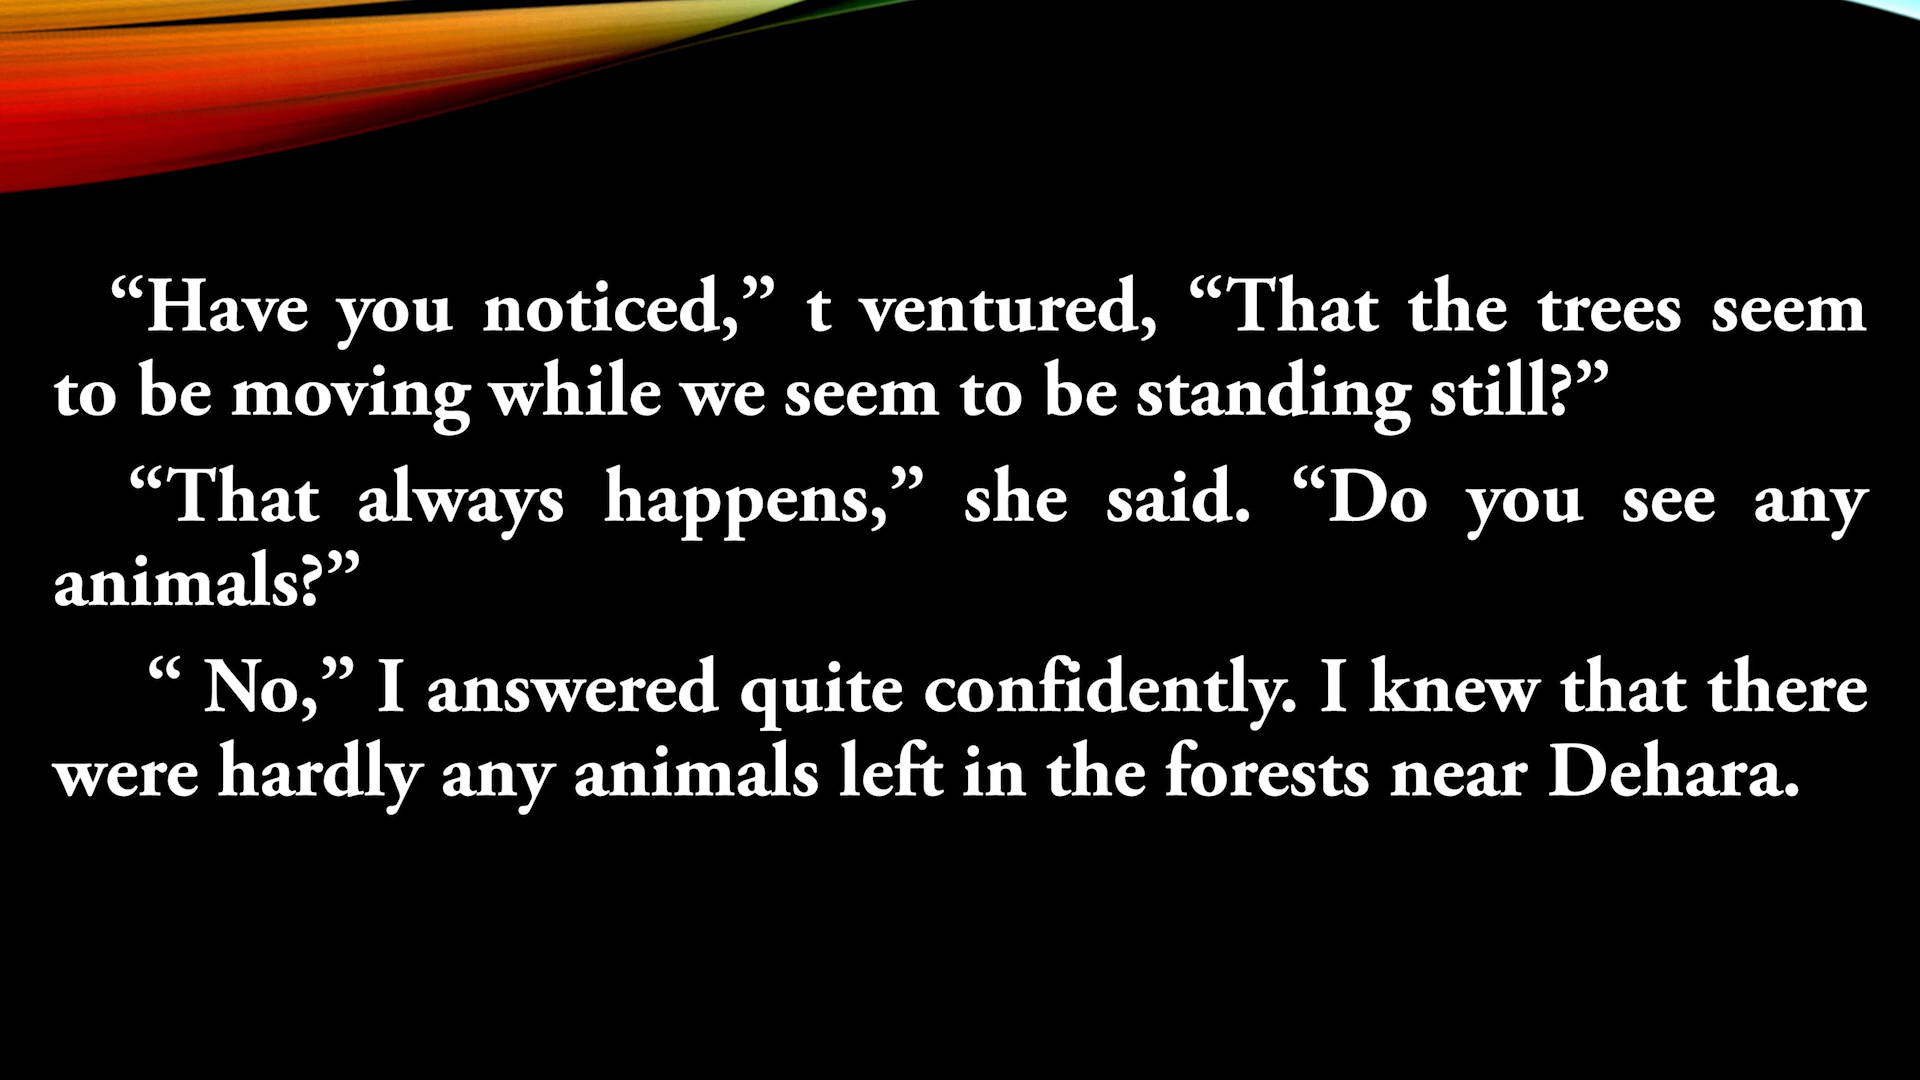 “Have you noticed,” t ventured, “That the trees seem
to be moving while we seem to be standing still?”
“That always happens,” she said. “Do you see any
animals?”
“ No,” I answered quite confidently. I knew that there
were hardly any animals left in the forests near Dehara.